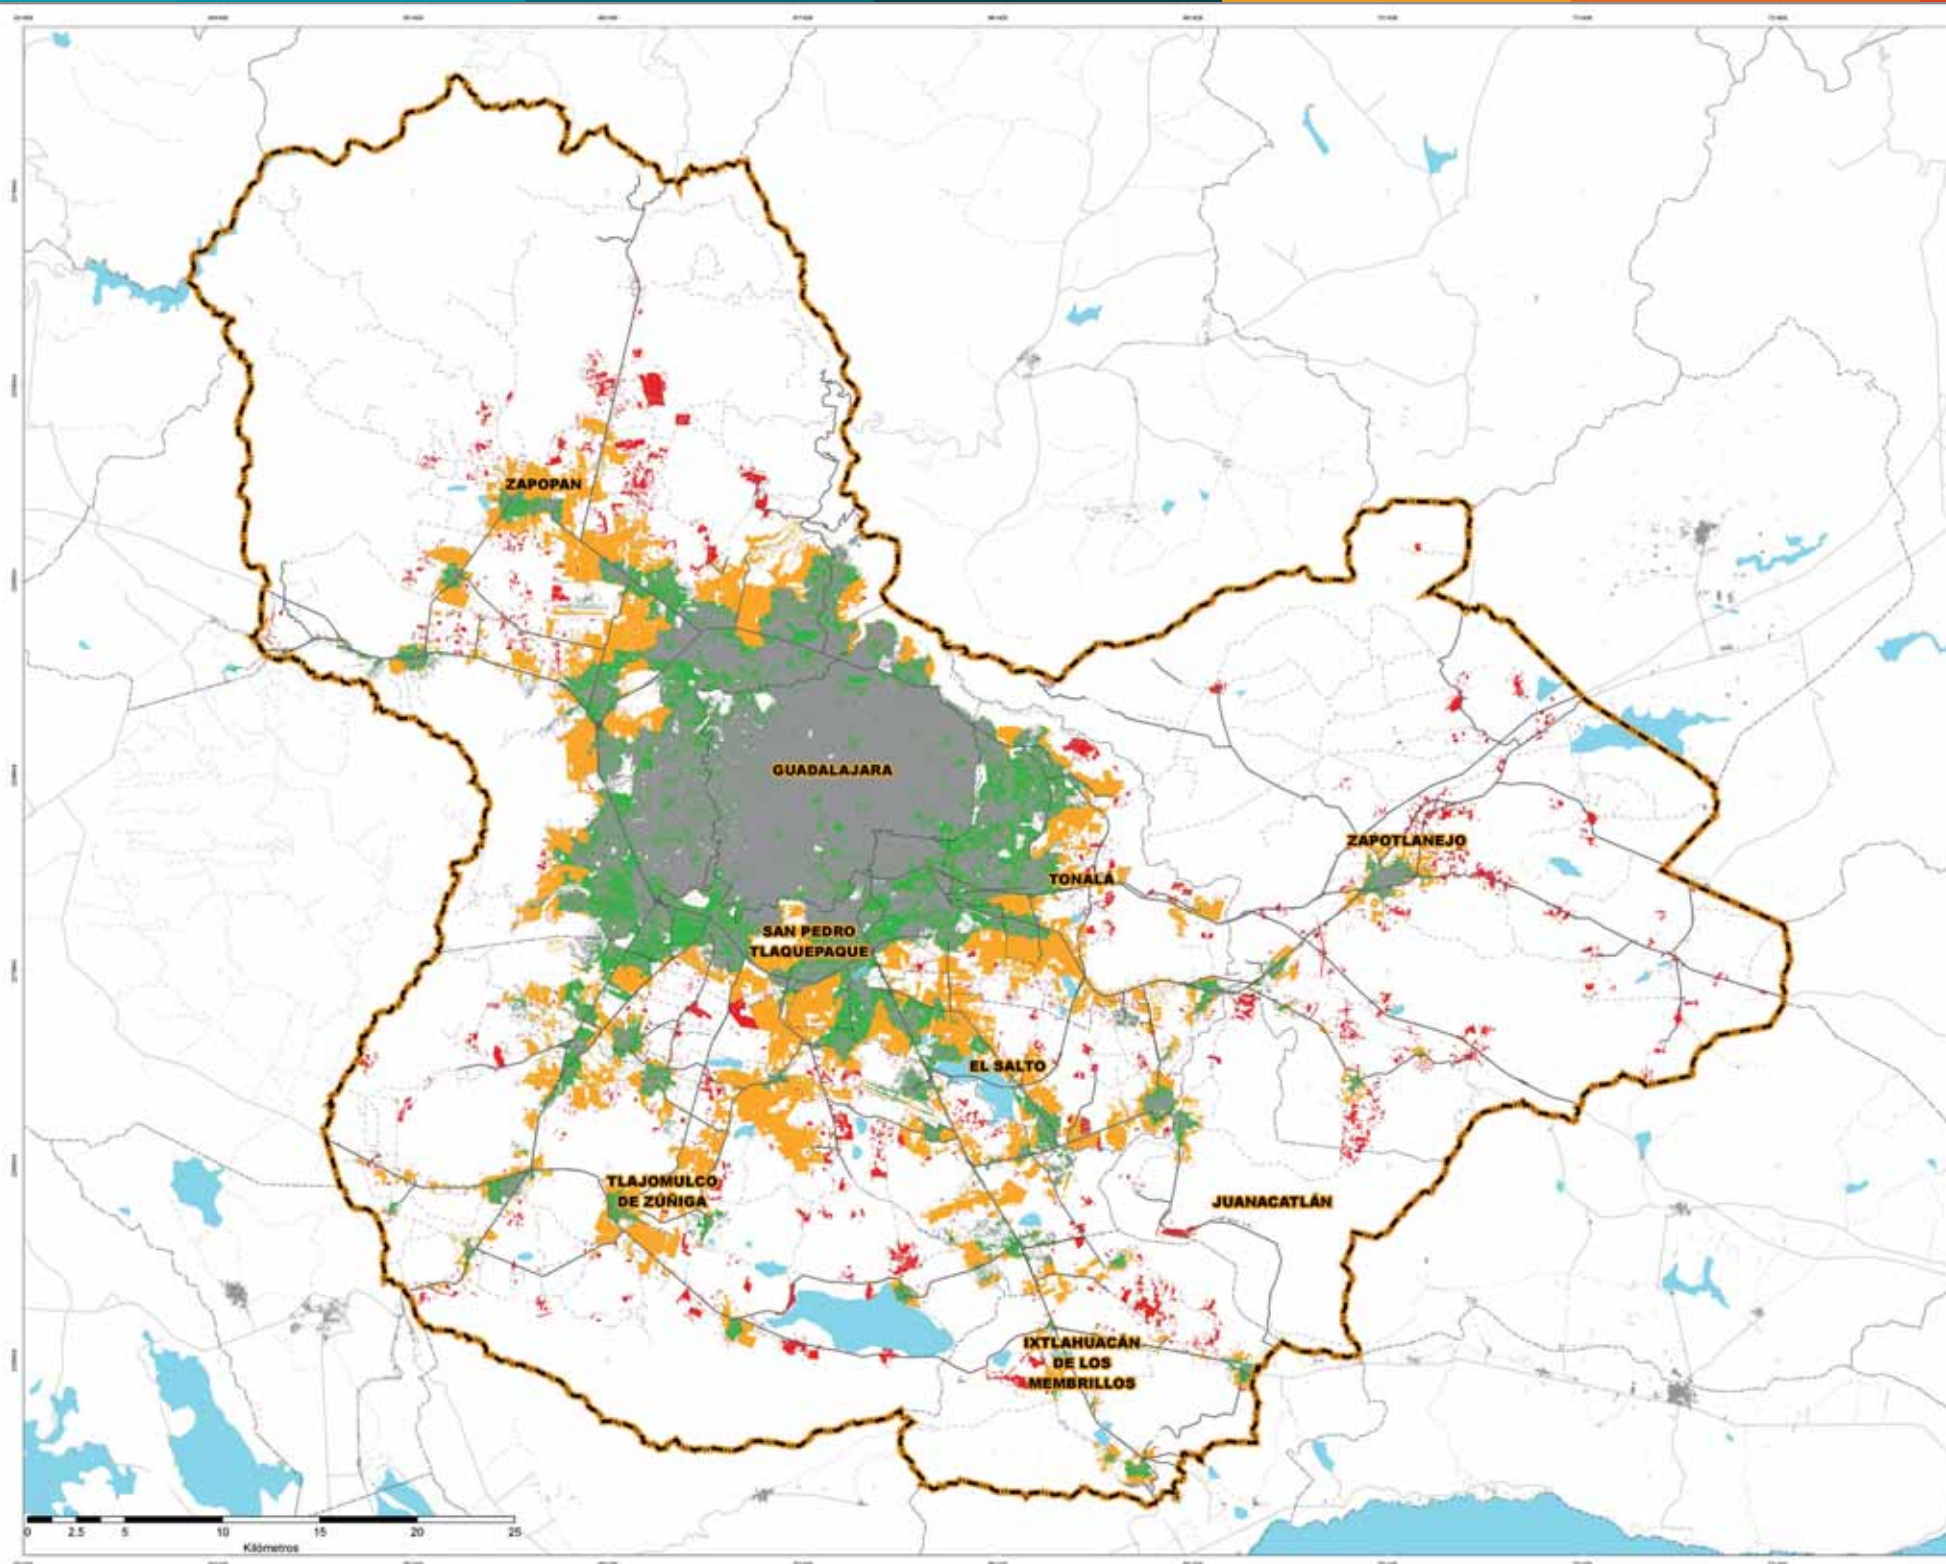 ZAPOPAN
GUADALAJARA
ZAPOTLANEJO
TONALÁ
SAN PEDRO
TLAQUEPAQUE
EL SALTO
TLAJOMULCO
DE ZÚÑIGA
JUANACATLÁN
IXTLAHUACÁN
DE LOS
MEMBRILLOS
0 2.5 5 10 15 20 25
Kilómetros